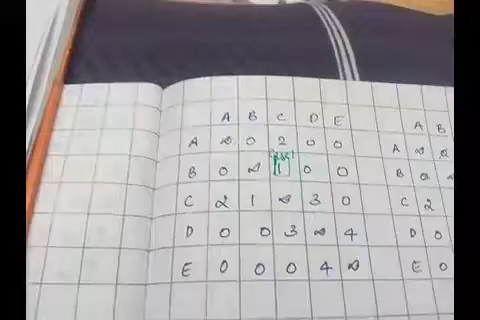 A B C D E
A ∞ 0 2 0 0
B 0 ∞ 1 0 0
C 2 1 ∞ 3 0
D 0 0 3 ∞ 4
E 0 0 0 4 ∞
A B
A ∞
B
C 2
D 0
E 0